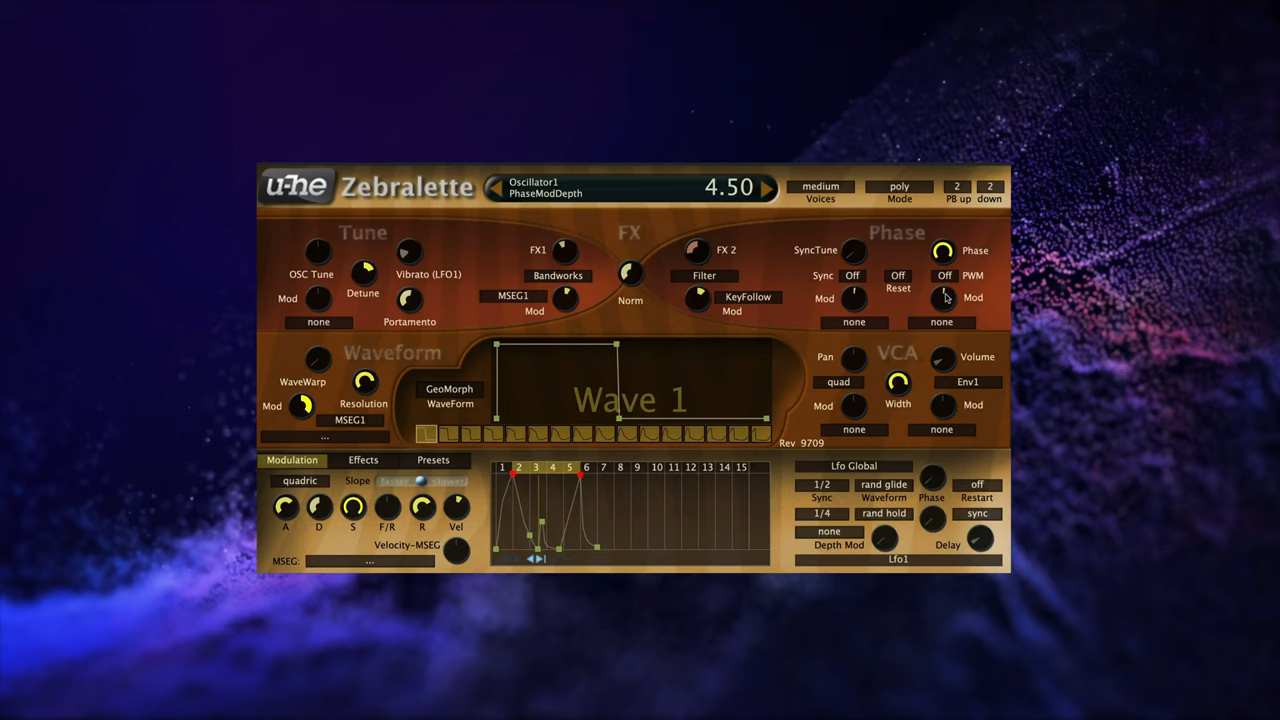 u-he Zebralette
Oscillator1
PhaseModDepth
4.50
medium
Voices
poly
Mode
2 2
PB up down
Tune
OSC Tune
Vibrato (LFO1)
Detune
Mod
none
Portamento
FX
FX1
Bandworks
MSEG1
Mod
Norm
FX 2
Filter
KeyFollow
Mod
Phase
SyncTune
Phase
Sync Off
Off
Reset
Off PWM
Mod
Mod
none
none
Waveform
WaveWarp
Resolution
Mod
MSEG1
...
GeoMorph
WaveForm
Wave 1
VCA
Pan
Volume
quad
Width
Env1
Mod
Mod
none
none
Rev 9709
Modulation Effects Presets
quadric
Slope
faster slower
A D S F/R R Vel
Velocity-MSEG
MSEG: ...
1 2 3 4 5 6 7 8 9 10 11 12 13 14 15
Lfo Global
1/2
Sync
rand glide
Waveform
Phase
off
Restart
1/4
rand hold
sync
none
Depth Mod
Delay
Lfo1